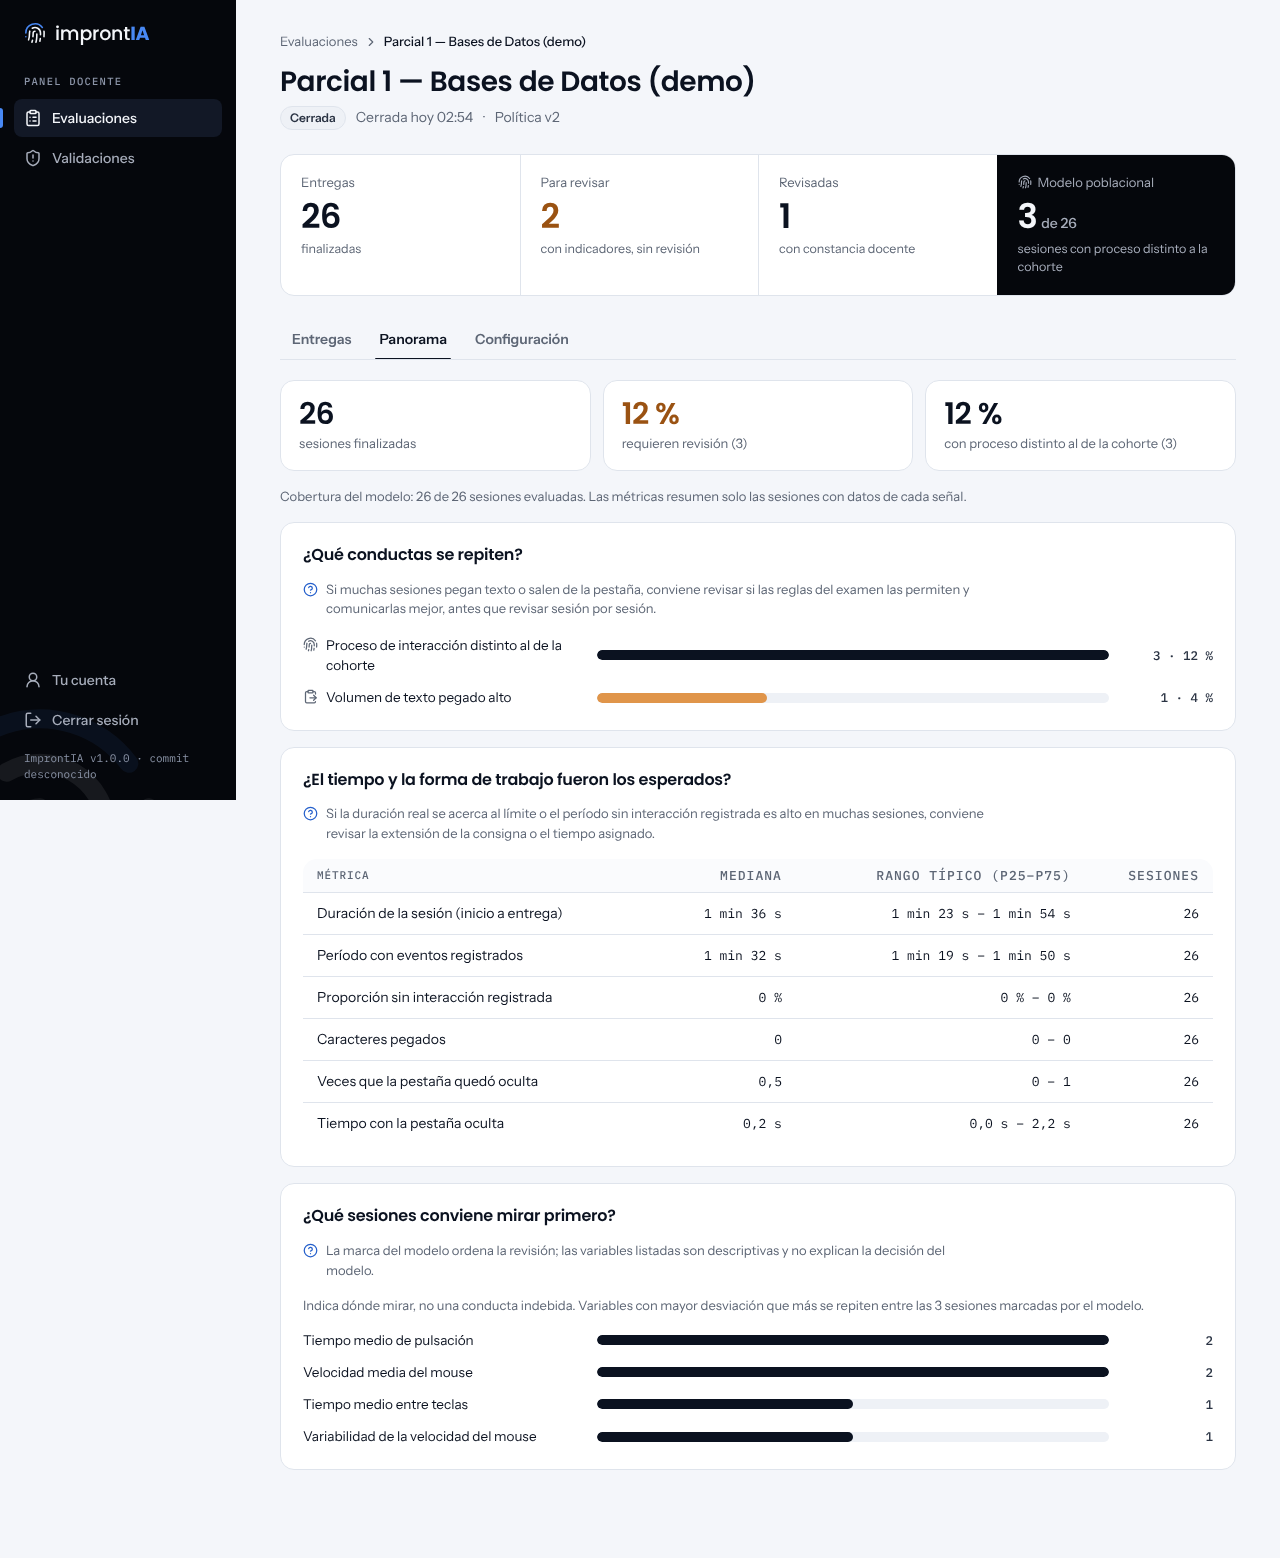 improntIA
PANEL DOCENTE
Evaluaciones
Validaciones
Tu cuenta
Cerrar sesión
ImprontIA v1.0.0 · commit
desconocido
Evaluaciones > Parcial 1 — Bases de Datos (demo)
Parcial 1 — Bases de Datos (demo)
Cerrada Cerrada hoy 02:54 · Política v2
Entregas
26
finalizadas
Para revisar
2
con indicadores, sin revisión
Revisadas
1
con constancia docente
Modelo poblacional
3 de 26
sesiones con proceso distinto a la
cohorte
Entregas Panorama Configuración
26
sesiones finalizadas
12 %
requieren revisión (3)
12 %
con proceso distinto al de la cohorte (3)
Cobertura del modelo: 26 de 26 sesiones evaluadas. Las métricas resumen solo las sesiones con datos de cada señal.
¿Qué conductas se repiten?
Si muchas sesiones pegan texto o salen de la pestaña, conviene revisar si las reglas del examen las permiten y
comunicarlas mejor, antes que revisar sesión por sesión.
Proceso de interacción distinto al de la
cohorte
3 · 12 %
Volumen de texto pegado alto 1 · 4 %
¿El tiempo y la forma de trabajo fueron los esperados?
Si la duración real se acerca al límite o el período sin interacción registrada es alto en muchas sesiones, conviene
revisar la extensión de la consigna o el tiempo asignado.
MÉTRICA MEDIANA RANGO TÍPICO (P25–P75) SESIONES
Duración de la sesión (inicio a entrega) 1 min 36 s 1 min 23 s – 1 min 54 s 26
Período con eventos registrados 1 min 32 s 1 min 19 s – 1 min 50 s 26
Proporción sin interacción registrada 0 % 0 % – 0 % 26
Caracteres pegados 0 0 – 0 26
Veces que la pestaña quedó oculta 0,5 0 – 1 26
Tiempo con la pestaña oculta 0,2 s 0,0 s – 2,2 s 26
¿Qué sesiones conviene mirar primero?
La marca del modelo ordena la revisión; las variables listadas son descriptivas y no explican la decisión del
modelo.
Indica dónde mirar, no una conducta indebida. Variables con mayor desviación que más se repiten entre las 3 sesiones marcadas por el modelo.
Tiempo medio de pulsación 2
Velocidad media del mouse 2
Tiempo medio entre teclas 1
Variabilidad de la velocidad del mouse 1